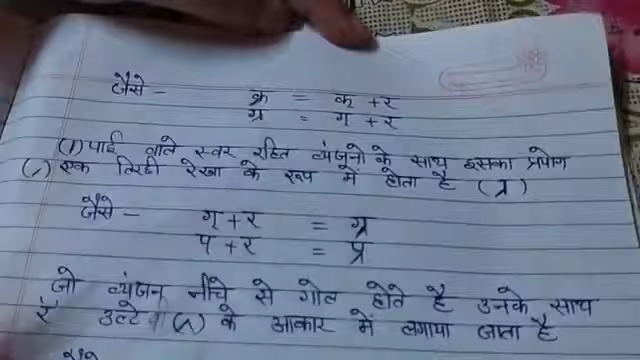 जैसे – क्र = क् + र
ग्र = ग् + र
(1) पाई वाले स्वर रहित व्यंजनो के साथ इसका प्रयोग
(्र) एक तिरछी रेखा के रूप में होता है (्र)
जैसे – ग् + र = ग्र
प + र = प्र
जो व्यंजन नीचे से गोल होते है उनके साथ
र उल्टे (^) के आकार में लगाया जाता है
जैसे